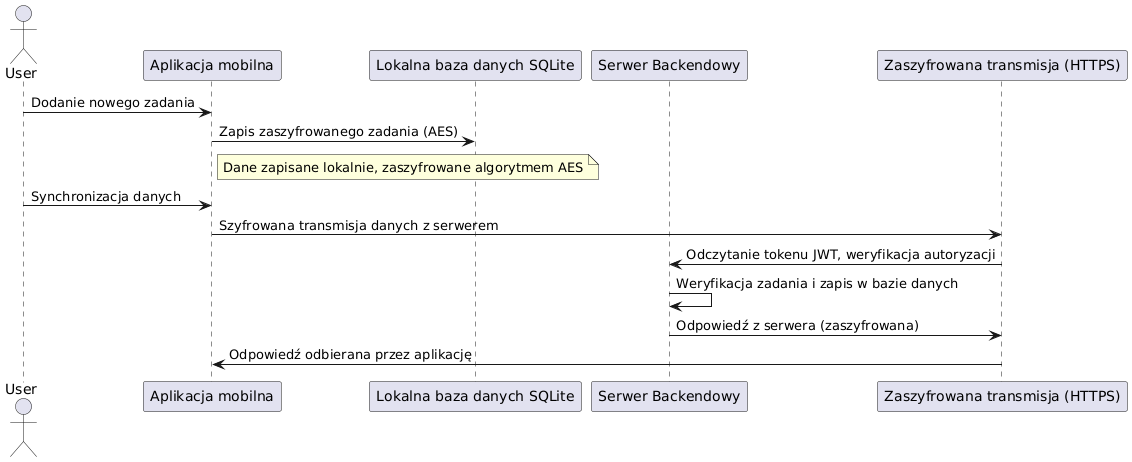 User
Aplikacja mobilna
Lokalna baza danych SQLite
Serwer Backendowy
Zaszyfrowana transmisja (HTTPS)
Dodanie nowego zadania
Zapis zaszyfrowanego zadania (AES)
Dane zapisane lokalnie, zaszyfrowane algorytmem AES
Synchronizacja danych
Szyfrowana transmisja danych z serwerem
Odczytanie tokenu JWT, weryfikacja autoryzacji
Weryfikacja zadania i zapis w bazie danych
Odpowiedź z serwera (zaszyfrowana)
Odpowiedź odbierana przez aplikację
User
Aplikacja mobilna
Lokalna baza danych SQLite
Serwer Backendowy
Zaszyfrowana transmisja (HTTPS)